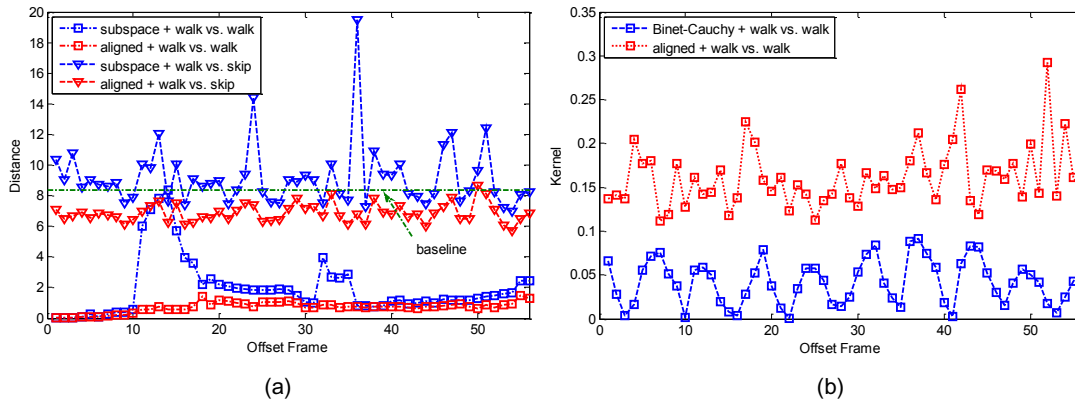 20
18
16
14
12
10
8
6
4
2
0
Distance
0 10 20 30 40 50
Offset Frame
subspace + walk vs. walk
aligned + walk vs. walk
subspace + walk vs. skip
aligned + walk vs. skip
baseline
(a)
0.35
0.3
0.25
0.2
0.15
0.1
0.05
0
Kernel
0 10 20 30 40 50
Offset Frame
Binet-Cauchy + walk vs. walk
aligned + walk vs. walk
(b)